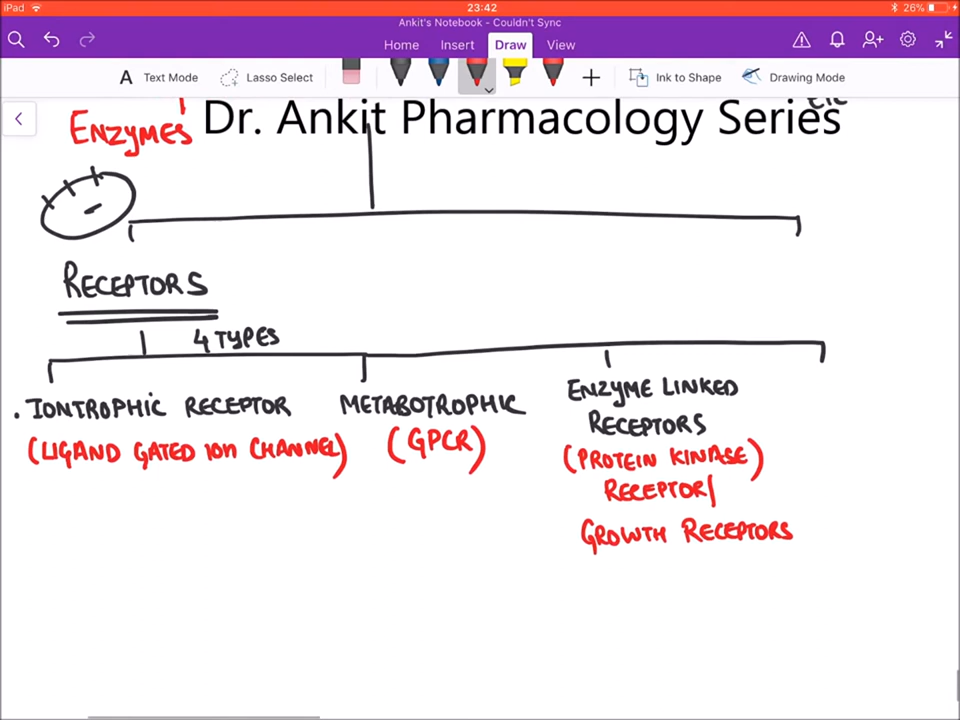 iPad
23:42
26%
Ankit's Notebook - Couldn't Sync
Home Insert Draw View
Text Mode
Lasso Select
Ink to Shape
Drawing Mode
etc
ENZYMES
Dr. Ankit Pharmacology Series
RECEPTORS
4 TYPES
. IONTROPHIC RECEPTOR
(LIGAND GATED ION CHANNEL)
METABOTROPHIC
(GPCR)
ENZYME LINKED
RECEPTORS
(PROTEIN KINASE)
RECEPTOR/
GROWTH RECEPTORS